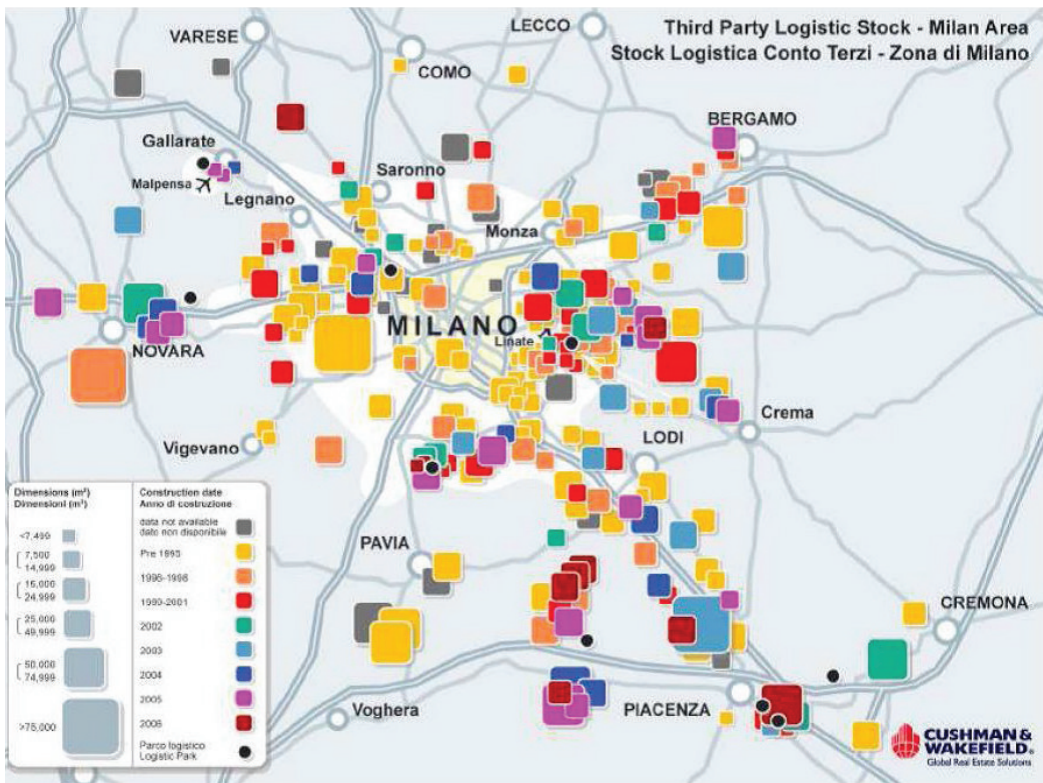 Third Party Logistic Stock - Milan Area
Stock Logistica Conto Terzi - Zona di Milano
LECCO
VARESE
COMO
BERGAMO
Gallarate
Saronno
Malpensa
Legnano
Monza
MILANO
Linate
NOVARA
Crema
LODI
Vigevano
PAVIA
CREMONA
PIACENZA
Voghera
Dimensions (m²)
Dimensioni (m²)
<7,499
7,500
14,999
15,000
24,999
25,000
49,999
50,000
74,999
>75,000
Construction date
Anno di costruzione
data not available
dato non disponibile
Pre 1995
1996-1998
1999-2001
2002
2003
2004
2005
2006
Parco logistico
Logistic Park
CUSHMAN &
WAKEFIELD®
Global Real Estate Solutions